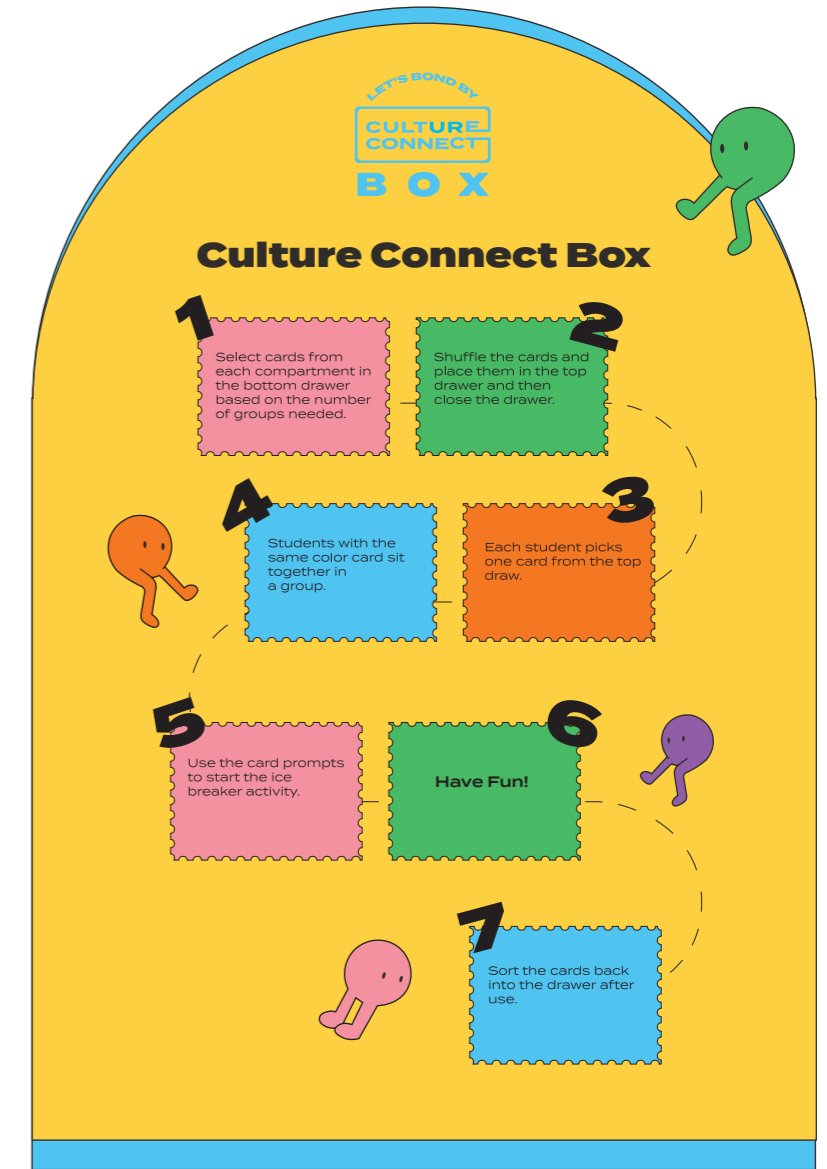 LET'S BOND BY
CULTURE
CONNECT
BOX
Culture Connect Box
1
Select cards from
each compartment in
the bottom drawer
based on the number
of groups needed.
2
Shuffle the cards and
place them in the top
drawer and then
close the drawer.
3
Each student picks
one card from the top
draw.
4
Students with the
same color card sit
together in
a group.
5
Use the card prompts
to start the ice
breaker activity.
6
Have Fun!
7
Sort the cards back
into the drawer after
use.